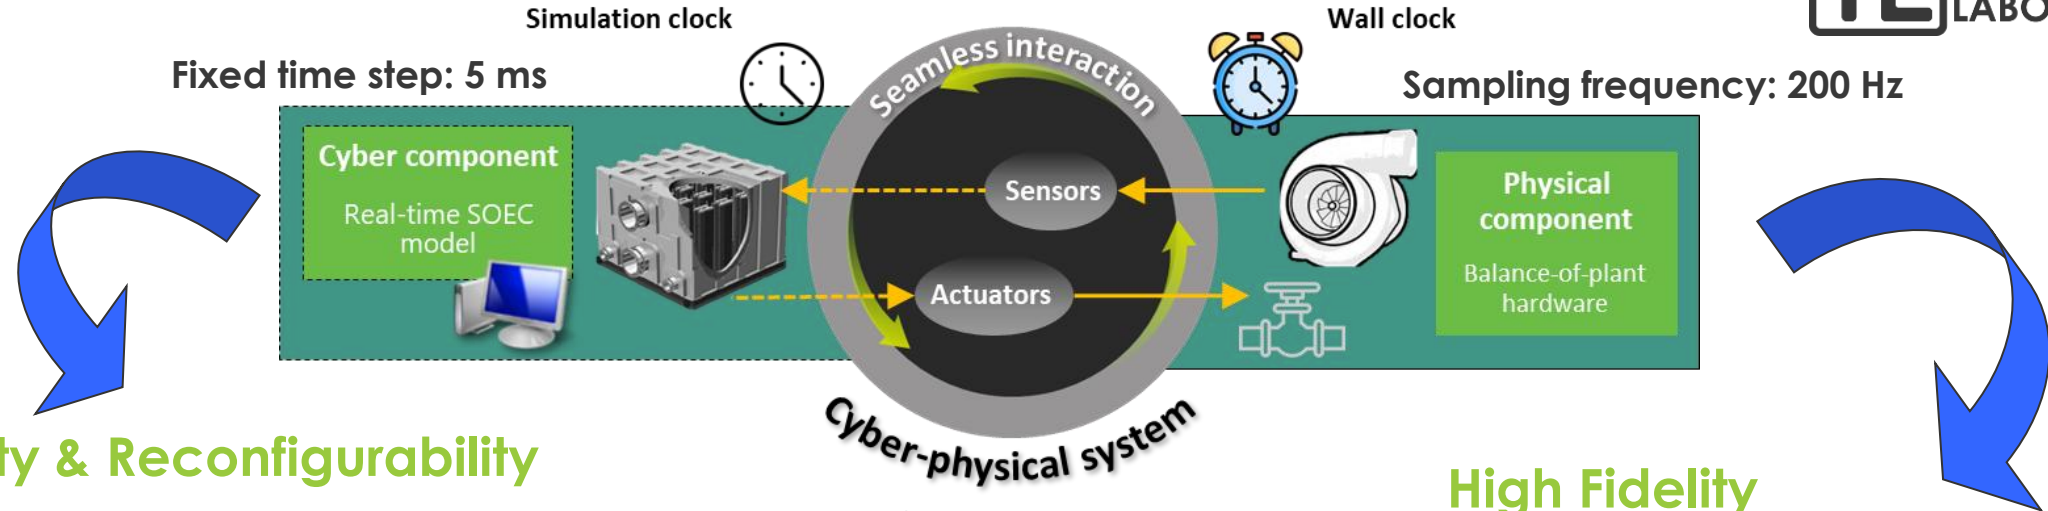 Simulation clock
Wall clock
Fixed time step: 5 ms
Sampling frequency: 200 Hz
Seamless interaction
Cyber component
Real-time SOEC
model
Sensors
Actuators
Physical
component
Balance-of-plant
hardware
Cyber-physical system
& Reconfigurability
High Fidelity